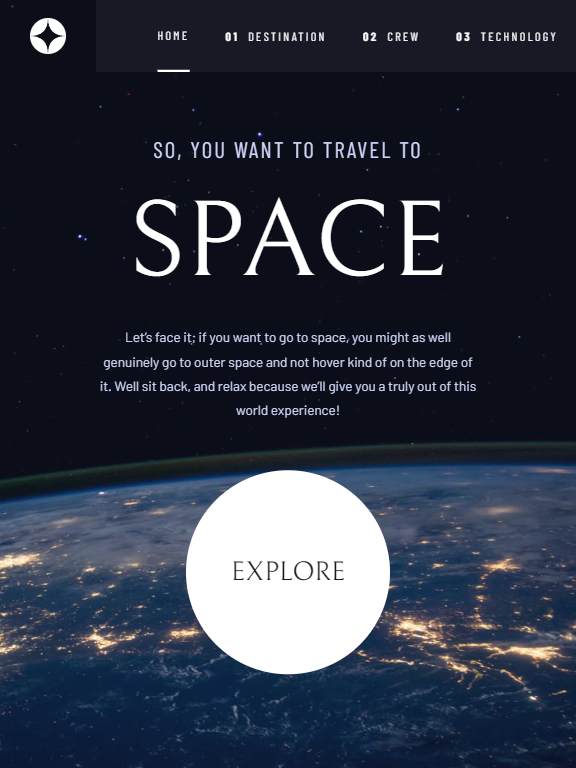 HOME 01 DESTINATION 02 CREW 03 TECHNOLOGY
SO, YOU WANT TO TRAVEL TO
SPACE
Let’s face it; if you want to go to space, you might as well
genuinely go to outer space and not hover kind of on the edge of
it. Well sit back, and relax because we’ll give you a truly out of this
world experience!
EXPLORE